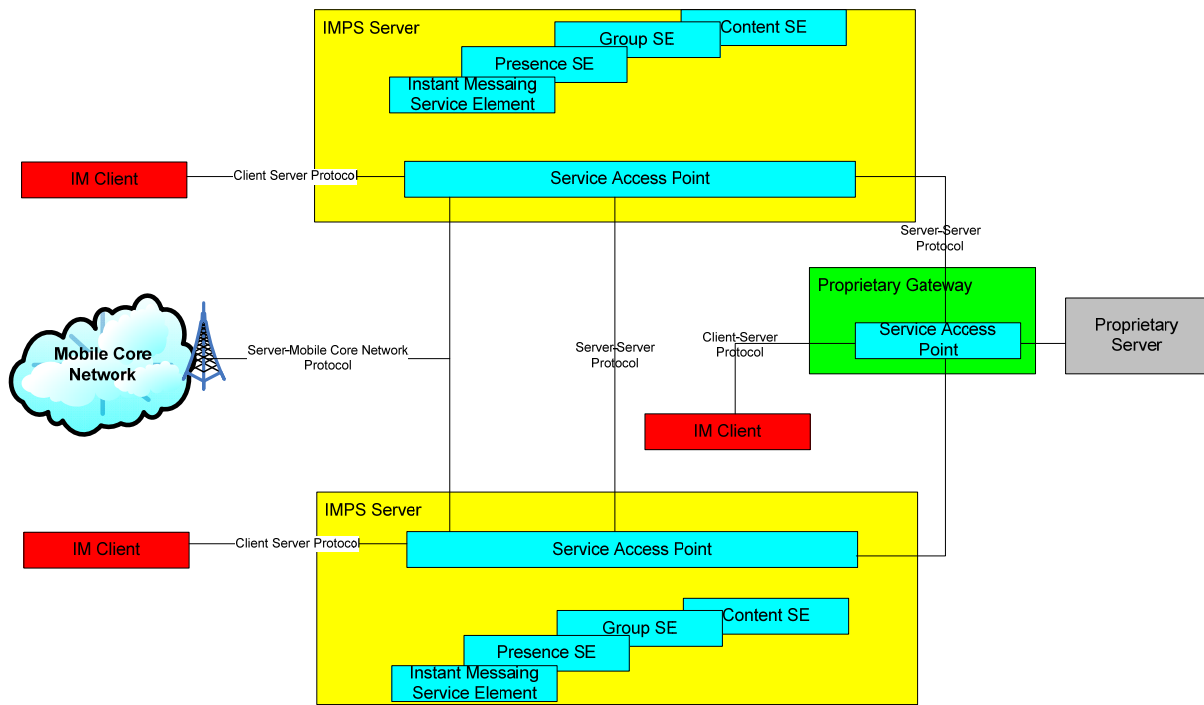 IMPS Server
Content SE
Group SE
Presence SE
Instant Messaing
Service Element
IM Client
Client Server Protocol
Service Access Point
Server-Server
Protocol
Proprietary Gateway
Service Access
Point
Proprietary
Server
Client-Server
Protocol
Mobile Core
Network
Server-Mobile Core Network
Protocol
Server-Server
Protocol
IM Client
IMPS Server
IM Client
Client Server Protocol
Service Access Point
Content SE
Group SE
Presence SE
Instant Messaing
Service Element